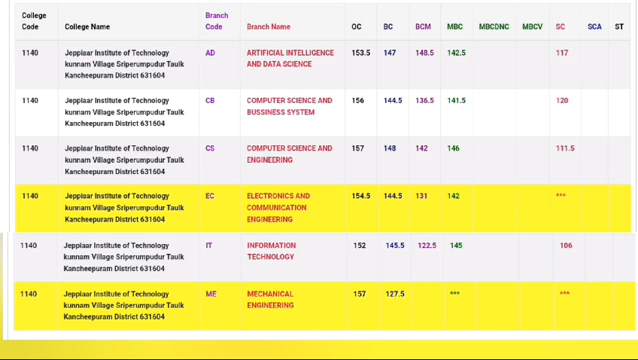 College Code College Name Branch Code Branch Name OC BC BCM MBC MBCDNC MBCV SC SCA ST
1140 Jeppiaar Institute of Technology AD ARTIFICIAL INTELLIGENCE 153.5 147 148.5 142.5 117
kunnam Village Sriperumpudur Taulk AND DATA SCIENCE
Kancheepuram District 631604
1140 Jeppiaar Institute of Technology CB COMPUTER SCIENCE AND 156 144.5 136.5 141.5 120
kunnam Village Sriperumpudur Taulk BUSSINESS SYSTEM
Kancheepuram District 631604
1140 Jeppiaar Institute of Technology CS COMPUTER SCIENCE AND 157 148 142 146 111.5
kunnam Village Sriperumpudur Taulk ENGINEERING
Kancheepuram District 631604
1140 Jeppiaar Institute of Technology EC ELECTRONICS AND 154.5 144.5 131 142 ***
kunnam Village Sriperumpudur Taulk COMMUNICATION
Kancheepuram District 631604 ENGINEERING
1140 Jeppiaar Institute of Technology IT INFORMATION 152 145.5 122.5 145 106
kunnam Village Sriperumpudur Taulk TECHNOLOGY
Kancheepuram District 631604
1140 Jeppiaar Institute of Technology ME MECHANICAL 157 127.5 *** ***
kunnam Village Sriperumpudur Taulk ENGINEERING
Kancheepuram District 631604